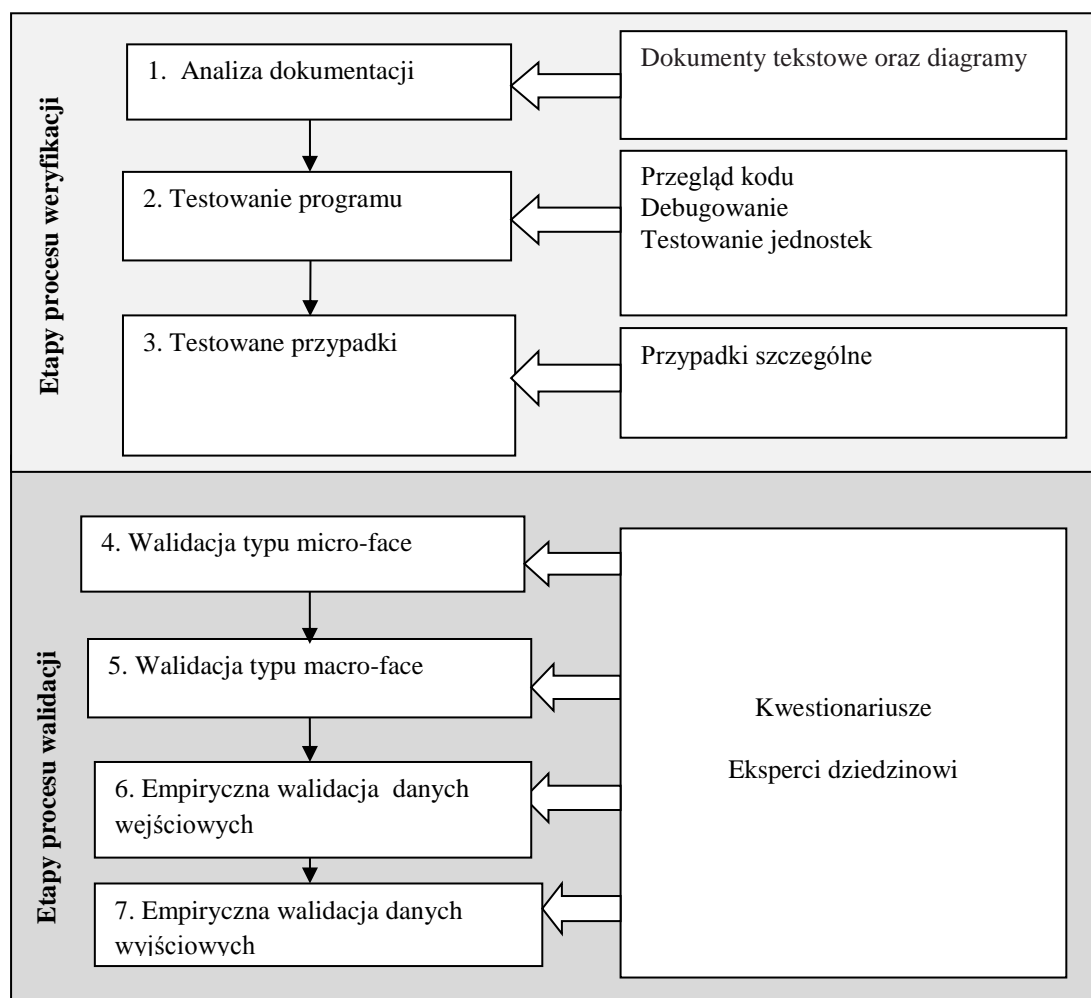 Etapy procesu weryfikacji
1. Analiza dokumentacji
Dokumenty tekstowe oraz diagramy
2. Testowanie programu
Przegląd kodu
Debugowanie
Testowanie jednostek
3. Testowane przypadki
Przypadki szczególne
Etapy procesu walidacji
4. Walidacja typu micro-face
5. Walidacja typu macro-face
6. Empiryczna walidacja danych
wejściowych
7. Empiryczna walidacja danych
wyjściowych
Kwestionariusze
Eksperci dziedzinowi